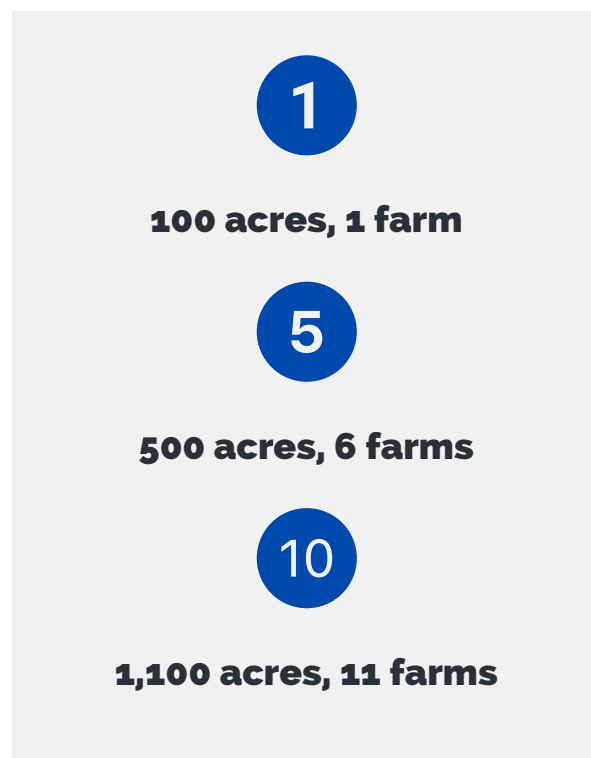 1
100 acres, 1 farm
5
500 acres, 6 farms
10
1,100 acres, 11 farms